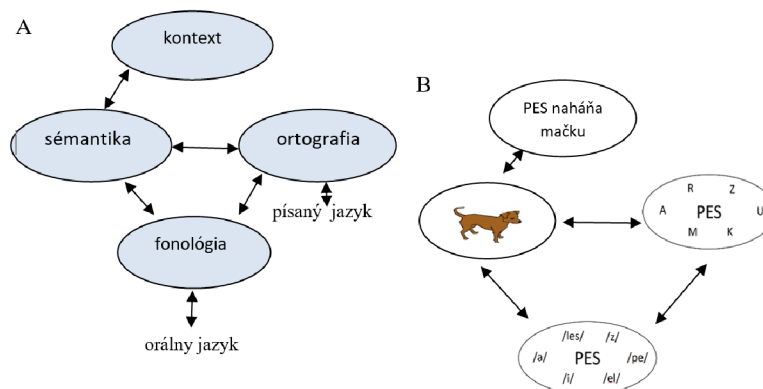 A
kontext
sémantika
ortografia
písaný jazyk
fonológia
orálny jazyk
B
PES naháňa
mačku
R Z
A PES U
M K
/les/ /z/
/a/ PES /pe/
/i/ /el/